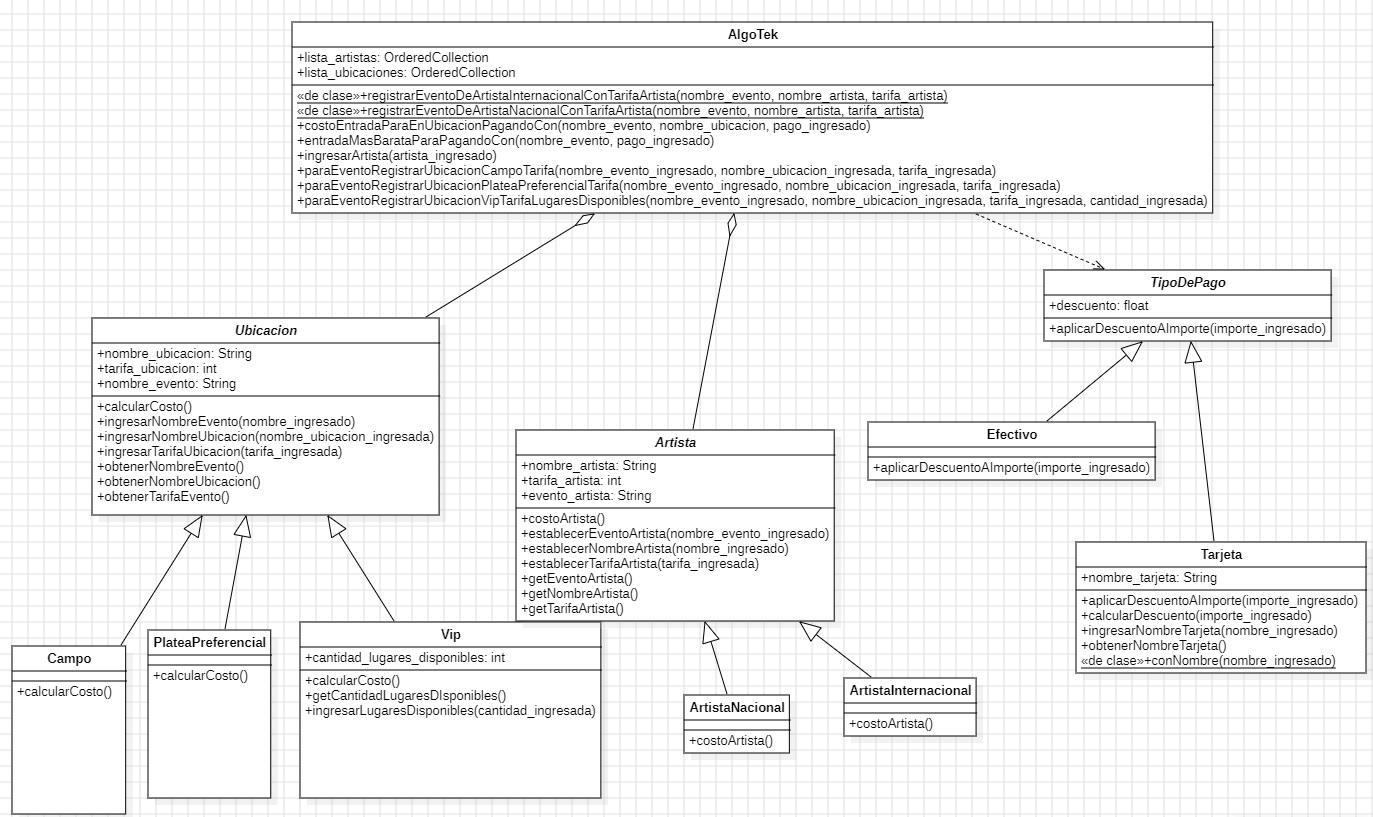 AlgoTek
+lista_artistas: OrderedCollection
+lista_ubicaciones: OrderedCollection
«de clase»+registrarEventoDeArtistaInternacionalConTarifaArtista(nombre_evento, nombre_artista, tarifa_artista)
«de clase»+registrarEventoDeArtistaNacionalConTarifaArtista(nombre_evento, nombre_artista, tarifa_artista)
+costoEntradaParaEnUbicacionPagandoCon(nombre_evento, nombre_ubicacion, pago_ingresado)
+entradaMasBarataParaPagandoCon(nombre_evento, pago_ingresado)
+ingresarArtista(artista_ingresado)
+paraEventoRegistrarUbicacionCampoTarifa(nombre_evento_ingresado, nombre_ubicacion_ingresada, tarifa_ingresada)
+paraEventoRegistrarUbicacionPlateaPreferencialTarifa(nombre_evento_ingresado, nombre_ubicacion_ingresada, tarifa_ingresada)
+paraEventoRegistrarUbicacionVipTarifaLugaresDisponibles(nombre_evento_ingresado, nombre_ubicacion_ingresada, tarifa_ingresada, cantidad_ingresada)
TipoDePago
+descuento: float
+aplicarDescuentoAImporte(importe_ingresado)
Ubicacion
+nombre_ubicacion: String
+tarifa_ubicacion: int
+nombre_evento: String
+calcularCosto()
+ingresarNombreEvento(nombre_ingresado)
+ingresarNombreUbicacion(nombre_ubicacion_ingresada)
+ingresarTarifaUbicacion(tarifa_ingresada)
+obtenerNombreEvento()
+obtenerNombreUbicacion()
+obtenerTarifaEvento()
Artista
+nombre_artista: String
+tarifa_artista: int
+evento_artista: String
+costoArtista()
+establecerEventoArtista(nombre_evento_ingresado)
+establecerNombreArtista(nombre_ingresado)
+establecerTarifaArtista(tarifa_ingresada)
+getEventoArtista()
+getNombreArtista()
+getTarifaArtista()
Efectivo
+aplicarDescuentoAImporte(importe_ingresado)
Tarjeta
+nombre_tarjeta: String
+aplicarDescuentoAImporte(importe_ingresado)
+calcularDescuento(importe_ingresado)
+ingresarNombreTarjeta(nombre_ingresado)
+obtenerNombreTarjeta()
«de clase»+conNombre(nombre_ingresado)
Campo
+calcularCosto()
PlateaPreferencial
+calcularCosto()
Vip
+cantidad_lugares_disponibles: int
+calcularCosto()
+getCantidadLugaresDIsponibles()
+ingresarLugaresDisponibles(cantidad_ingresada)
ArtistaNacional
+costoArtista()
ArtistaInternacional
+costoArtista()